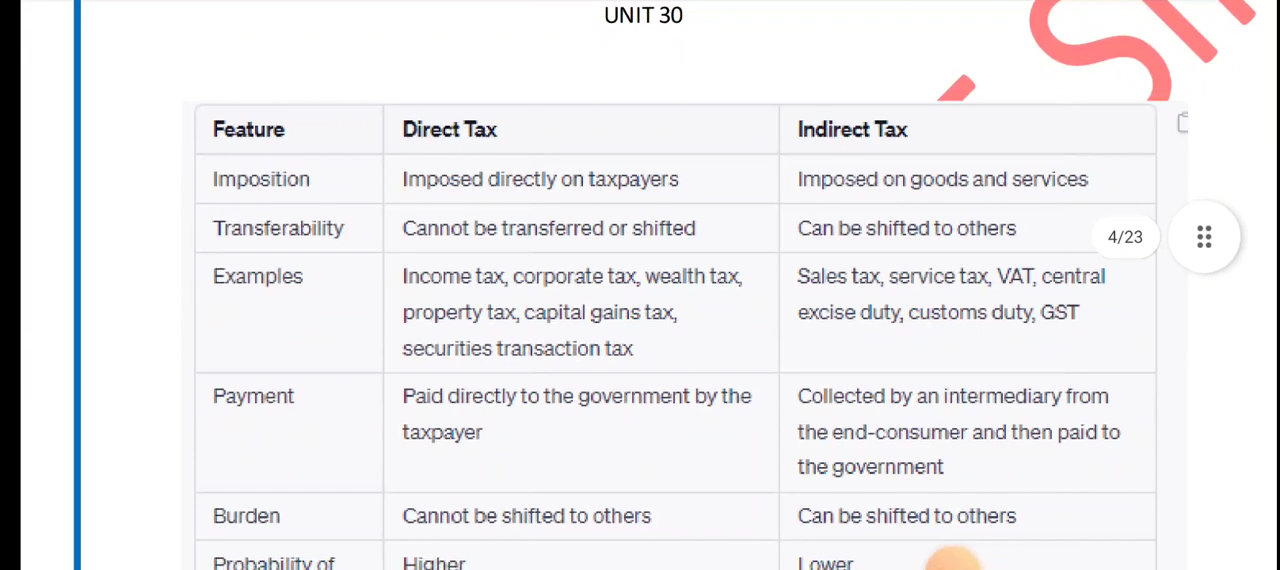 UNIT 30
Feature Direct Tax Indirect Tax
Imposition Imposed directly on taxpayers Imposed on goods and services
Transferability Cannot be transferred or shifted Can be shifted to others
4/23
Examples Income tax, corporate tax, wealth tax, Sales tax, service tax, VAT, central
property tax, capital gains tax, excise duty, customs duty, GST
securities transaction tax
Payment Paid directly to the government by the Collected by an intermediary from
taxpayer the end-consumer and then paid to
the government
Burden Cannot be shifted to others Can be shifted to others
Probability of Higher Lower